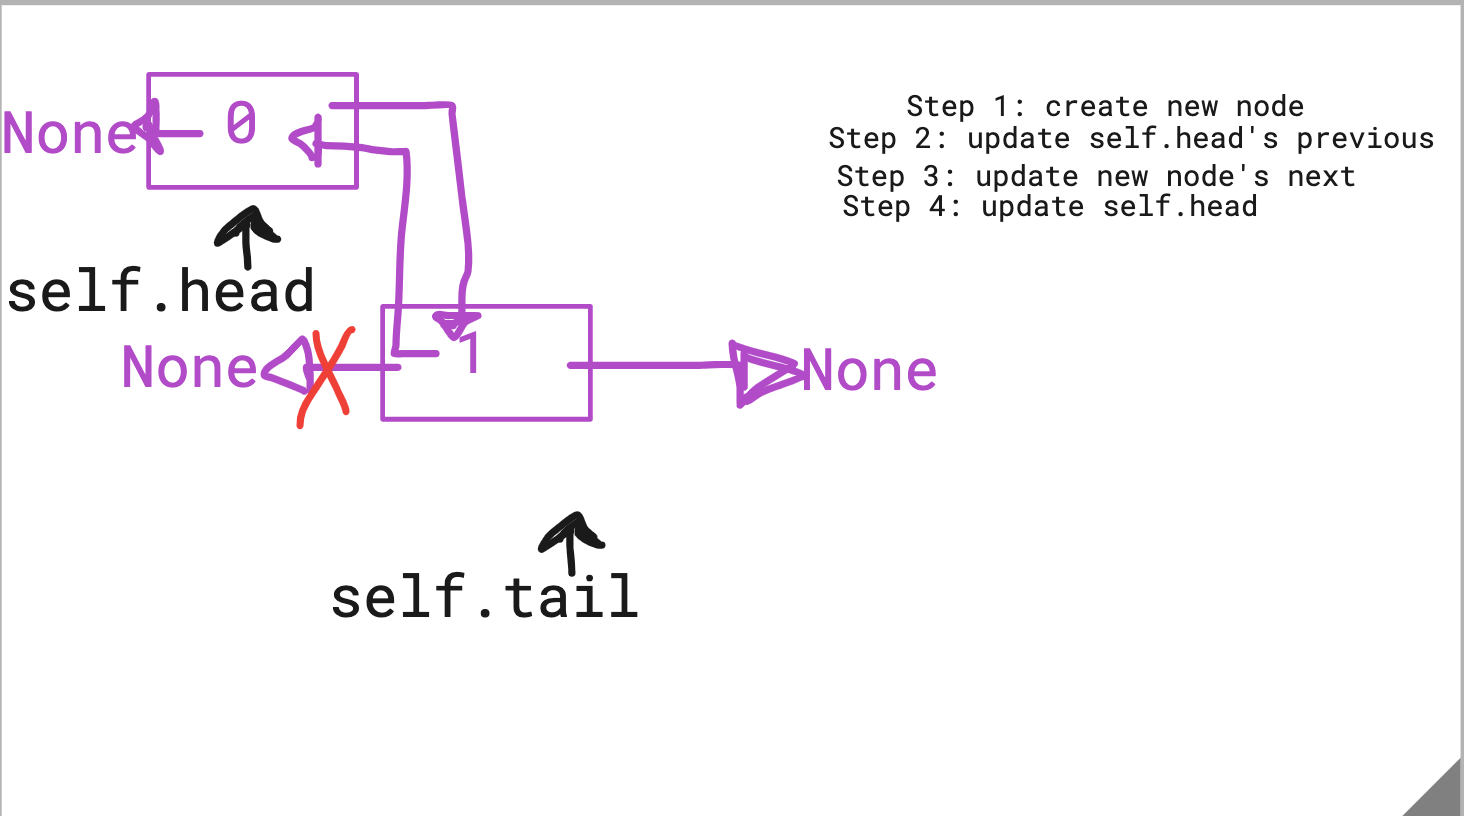 None
0
Step 1: create new node
Step 2: update self.head's previous
Step 3: update new node's next
Step 4: update self.head
self.head
None
1
None
self.tail